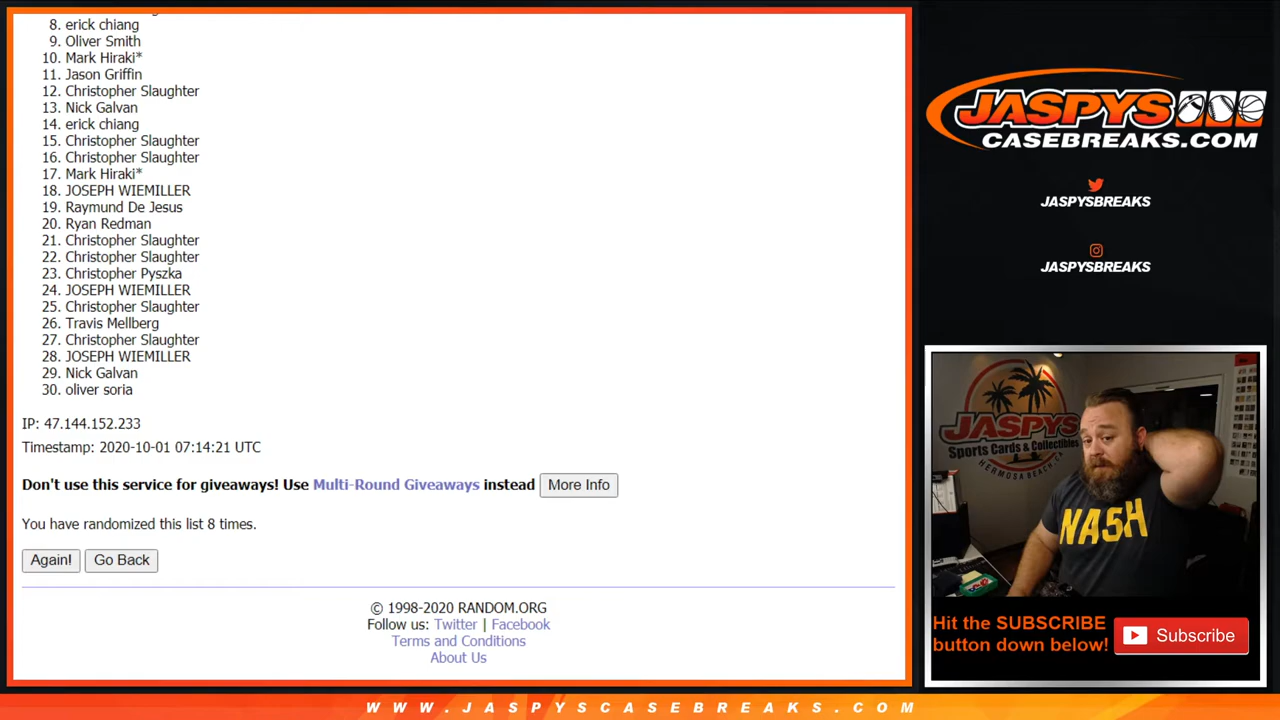 8. erick chiang
9. Oliver Smith
10. Mark Hiraki*
11. Jason Griffin
12. Christopher Slaughter
13. Nick Galvan
14. erick chiang
15. Christopher Slaughter
16. Christopher Slaughter
17. Mark Hiraki*
18. JOSEPH WIEMILLER
19. Raymund De Jesus
20. Ryan Redman
21. Christopher Slaughter
22. Christopher Slaughter
23. Christopher Pyszka
24. JOSEPH WIEMILLER
25. Christopher Slaughter
26. Travis Mellberg
27. Christopher Slaughter
28. JOSEPH WIEMILLER
29. Nick Galvan
30. oliver soria
IP: 47.144.152.233
Timestamp: 2020-10-01 07:14:21 UTC
Don't use this service for giveaways! Use Multi-Round Giveaways instead More Info
You have randomized this list 8 times.
Again! Go Back
© 1998-2020 RANDOM.ORG
Follow us: Twitter | Facebook
Terms and Conditions
About Us
JASPYS
CASEBREAKS.COM
JASPYSBREAKS
JASPYSBREAKS
JASPYS
Sports Cards & Collectibles
HERMOSA BEACH, CA
NASH
Hit the SUBSCRIBE
button down below!
Subscribe
WWW.JASPYSCASEBREAKS.COM